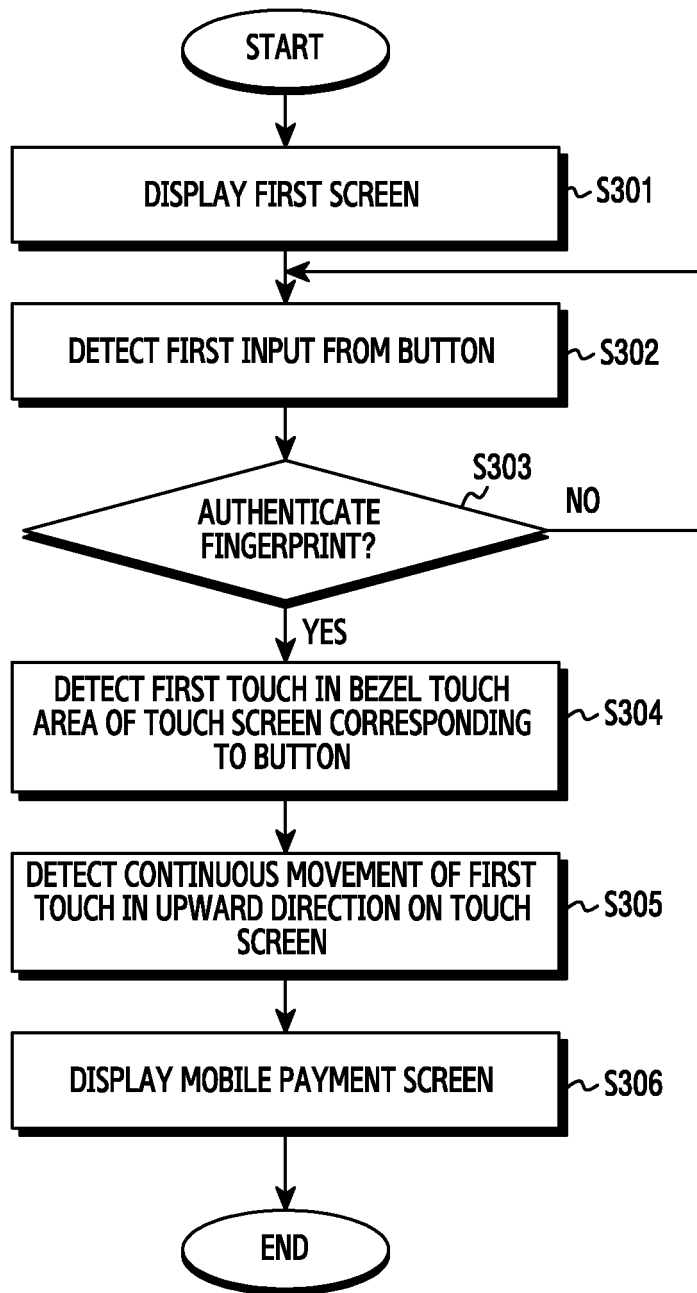 START
DISPLAY FIRST SCREEN
S301
DETECT FIRST INPUT FROM BUTTON
S302
S303
AUTHENTICATE
FINGERPRINT?
NO
YES
DETECT FIRST TOUCH IN BEZEL TOUCH
AREA OF TOUCH SCREEN CORRESPONDING
TO BUTTON
S304
DETECT CONTINUOUS MOVEMENT OF FIRST
TOUCH IN UPWARD DIRECTION ON TOUCH
SCREEN
S305
DISPLAY MOBILE PAYMENT SCREEN
S306
END